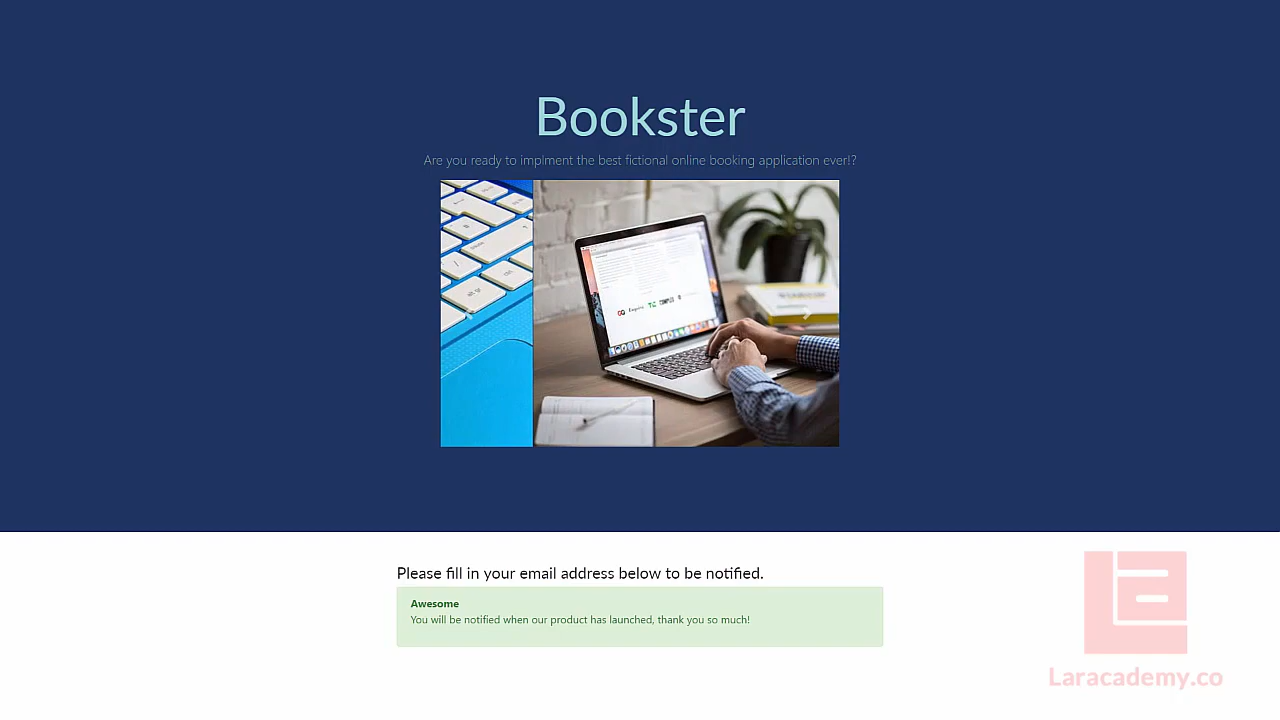 Bookster
Are you ready to implment the best fictional online booking application ever!?
Please fill in your email address below to be notified.
Awesome
You will be notified when our product has launched, thank you so much!
Laracademy.co